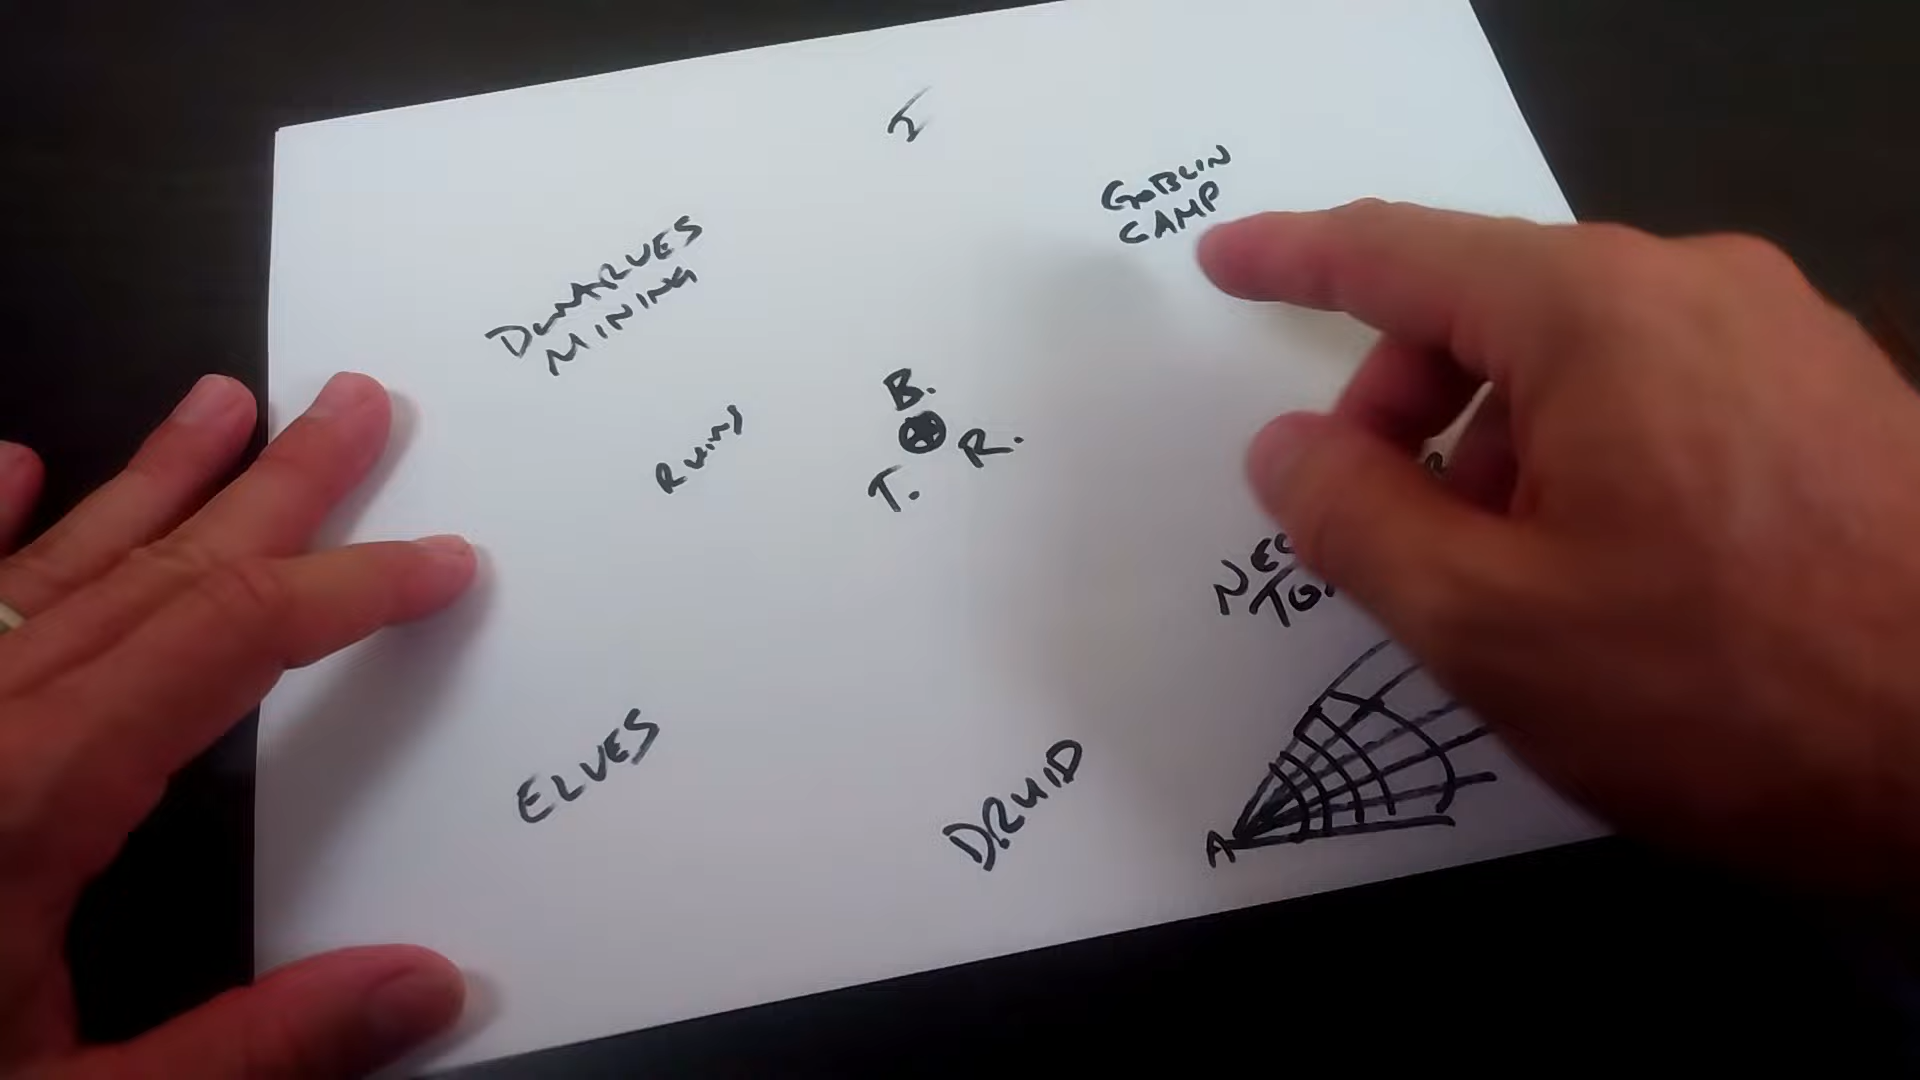 I
GOBLIN
CAMP
DWARVES
MINING
B.
R.
T.
RUINS
ELVES
DRUID
A